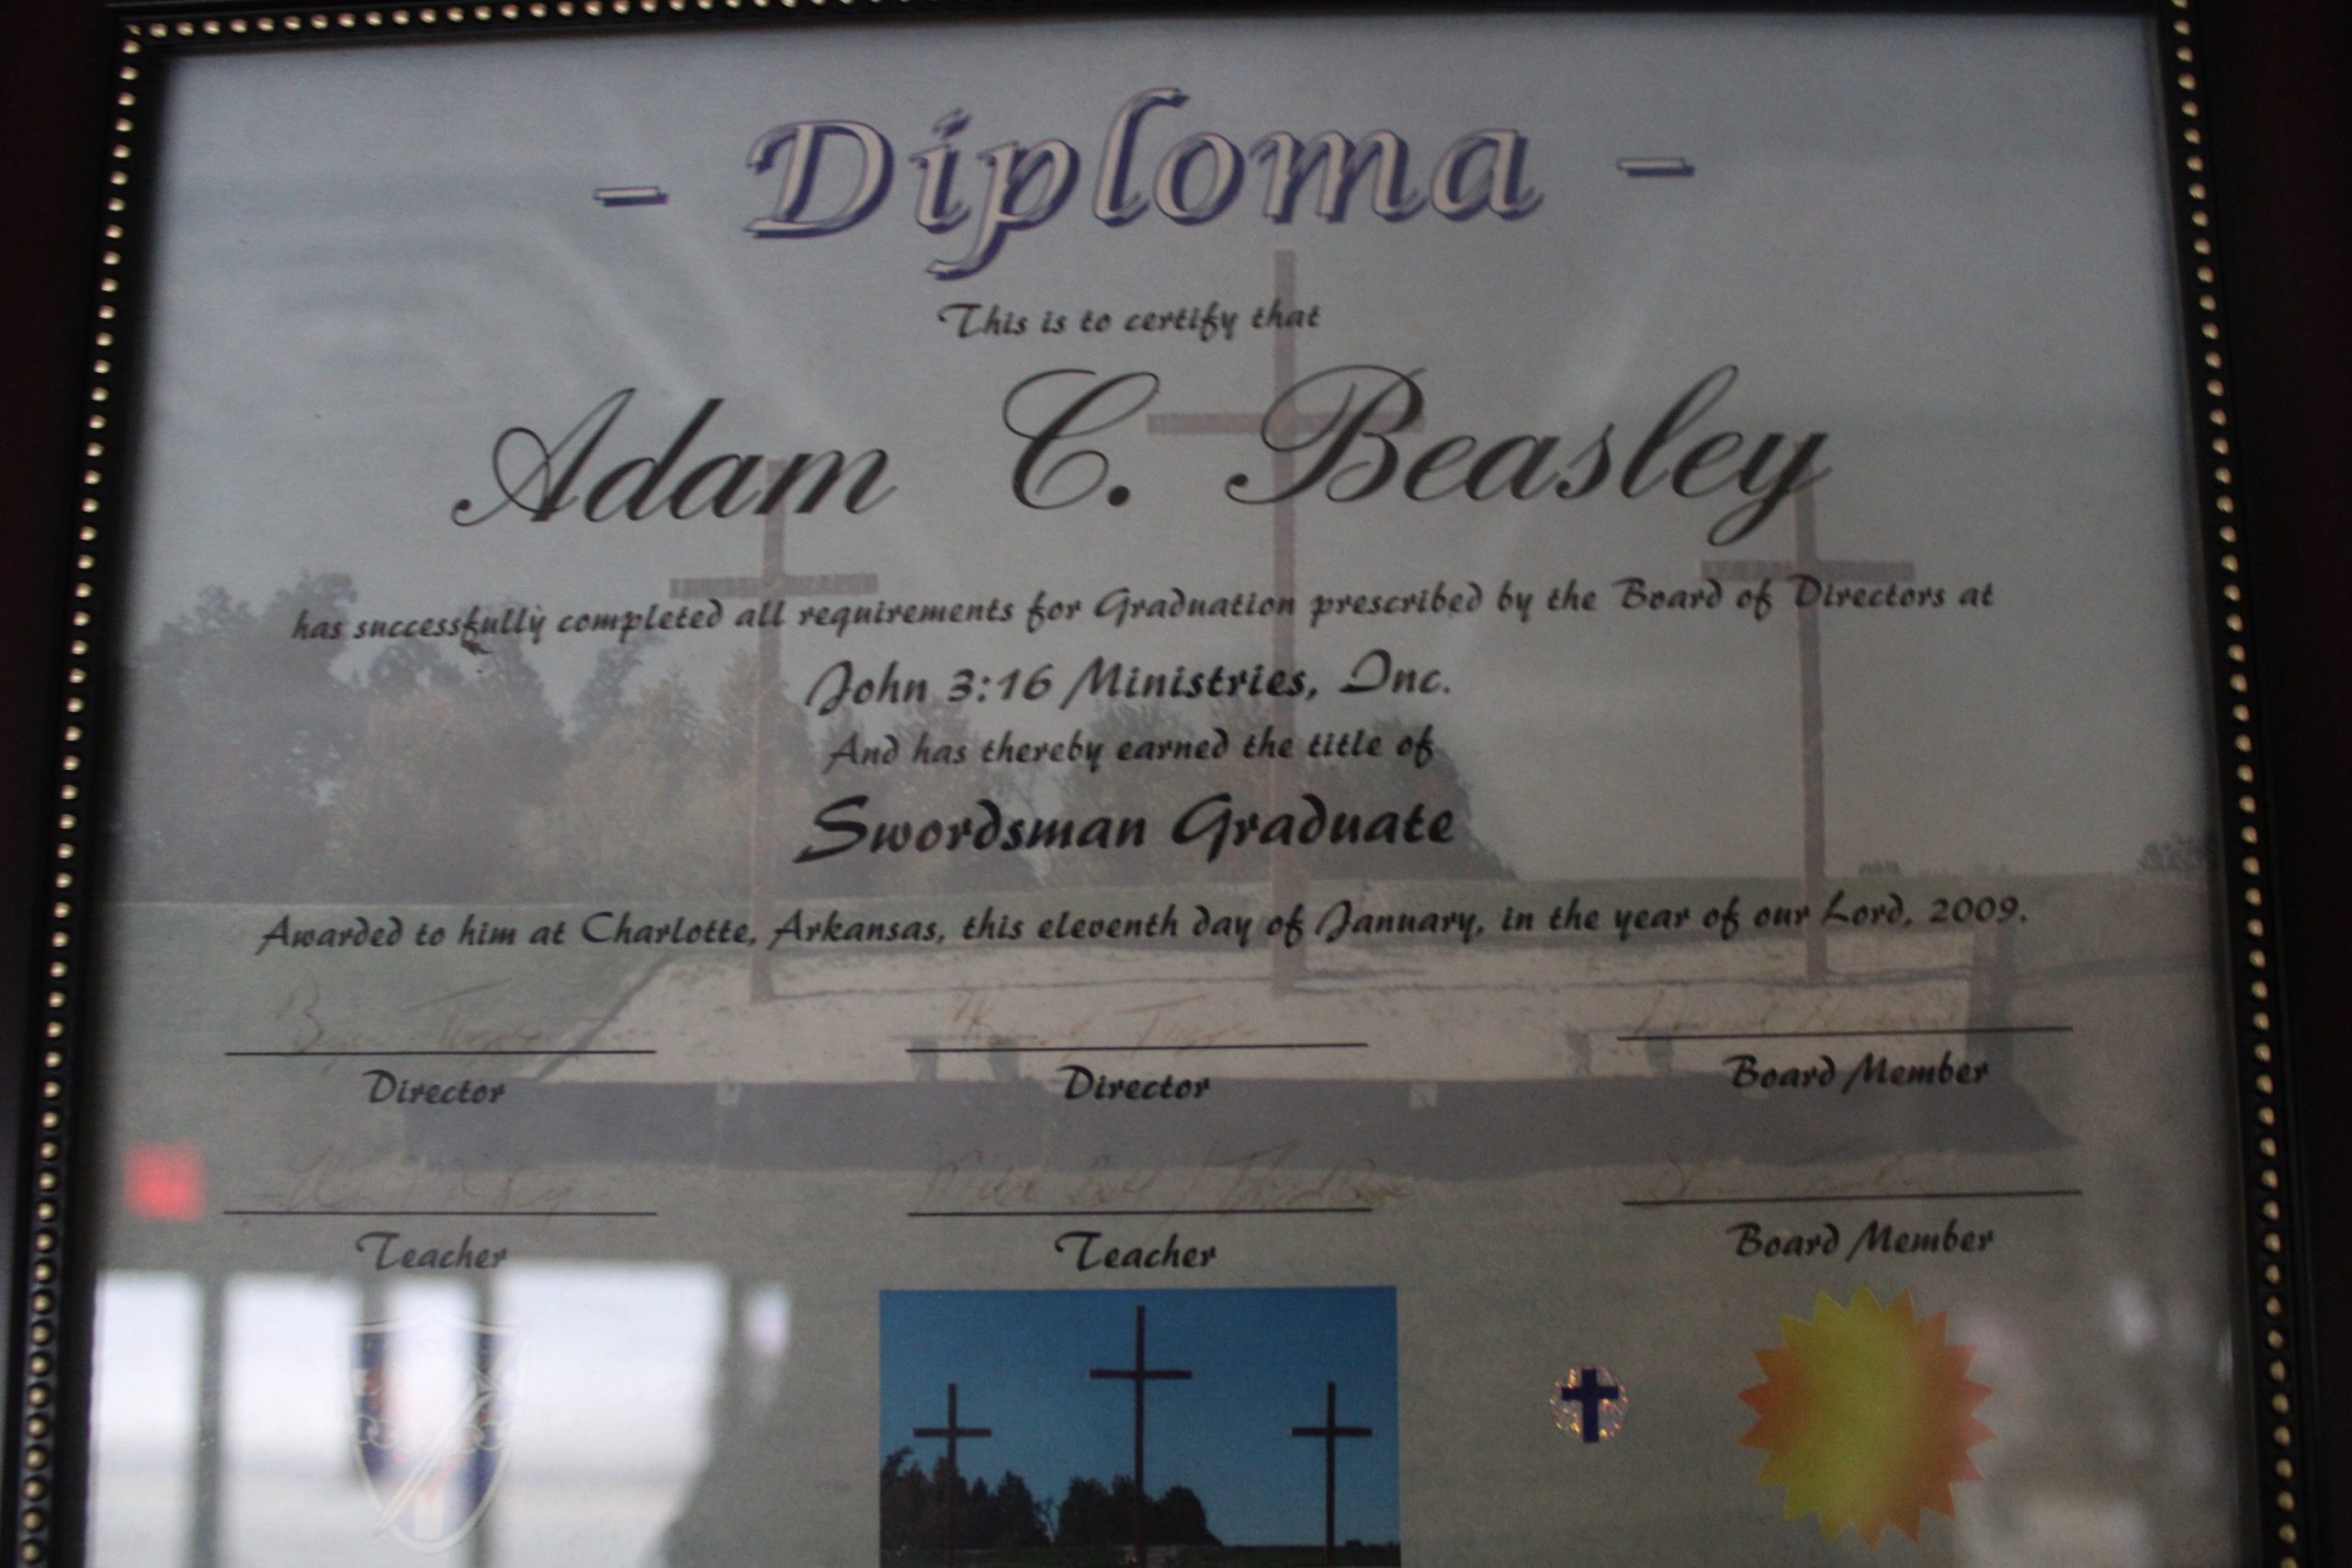 - Diploma -
This is to certify that
Adam C. Beasley
has successfully completed all requirements for Graduation prescribed by the Board of Directors at
John 3:16 Ministries, Inc.
And has thereby earned the title of
Swordsman Graduate
Awarded to him at Charlotte, Arkansas, this eleventh day of January, in the year of our Lord, 2009.
Director
Director
Board Member
Teacher
Teacher
Board Member